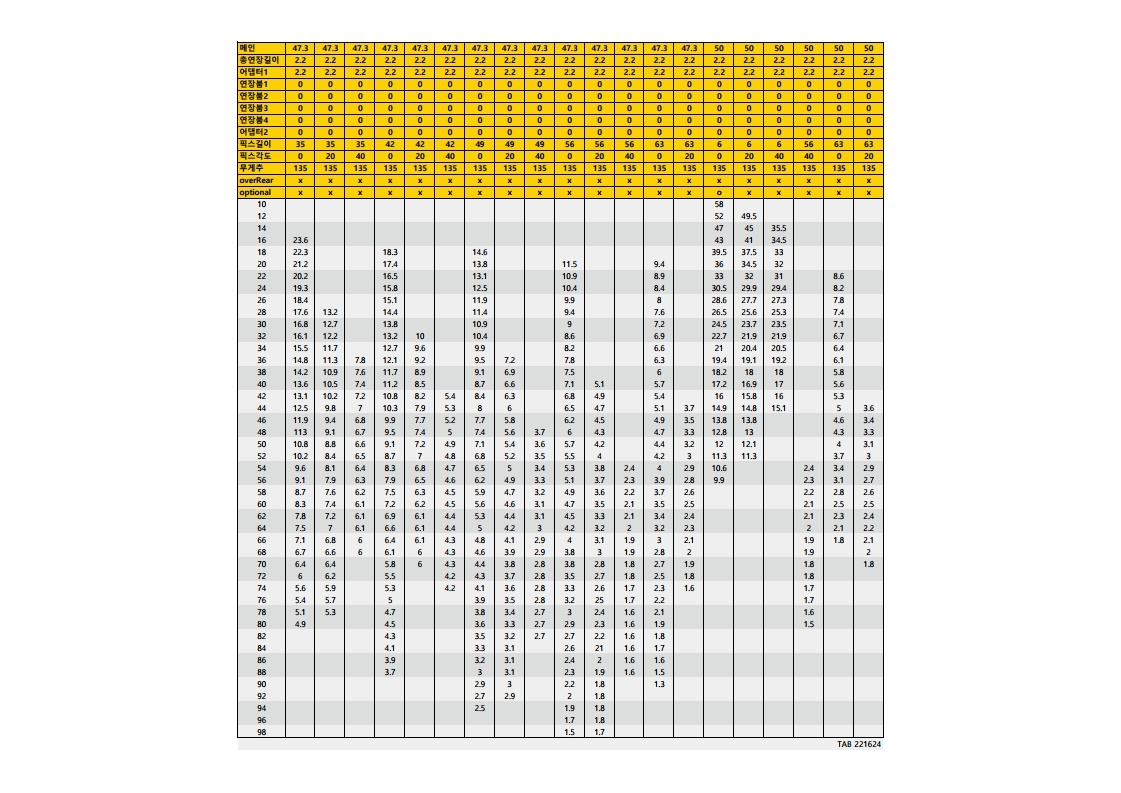 메인 47.3 47.3 47.3 47.3 47.3 47.3 47.3 47.3 47.3 47.3 47.3 47.3 47.3 47.3 50 50 50 50 50 50
총연장길이 2.2 2.2 2.2 2.2 2.2 2.2 2.2 2.2 2.2 2.2 2.2 2.2 2.2 2.2 2.2 2.2 2.2 2.2 2.2 2.2
어댑터1 2.2 2.2 2.2 2.2 2.2 2.2 2.2 2.2 2.2 2.2 2.2 2.2 2.2 2.2 2.2 2.2 2.2 2.2 2.2 2.2
연장붐1 0 0 0 0 0 0 0 0 0 0 0 0 0 0 0 0 0 0 0 0
연장붐2 0 0 0 0 0 0 0 0 0 0 0 0 0 0 0 0 0 0 0 0
연장붐3 0 0 0 0 0 0 0 0 0 0 0 0 0 0 0 0 0 0 0 0
연장붐4 0 0 0 0 0 0 0 0 0 0 0 0 0 0 0 0 0 0 0 0
어댑터2 0 0 0 0 0 0 0 0 0 0 0 0 0 0 0 0 0 0 0 0
픽스길이 35 35 35 42 42 42 49 49 49 56 56 56 63 63 6 6 6 56 63 63
픽스각도 0 20 40 0 20 40 0 20 40 0 20 40 0 20 0 20 40 40 0 20
무게추 135 135 135 135 135 135 135 135 135 135 135 135 135 135 135 135 135 135 135 135
overRear x x x x x x x x x x x x x x x x x x x x
optional x x x x x x x x x x x x x x o x x x x x
10 58
12 52 49.5
14 47 45 35.5
16 23.6 43 41 34.5
18 22.3 18.3 14.6 39.5 37.5 33
20 21.2 17.4 13.8 11.5 9.4 36 34.5 32
22 20.2 16.5 13.1 10.9 8.9 33 32 31 8.6
24 19.3 15.8 12.5 10.4 8.4 30.5 29.9 29.4 8.2
26 18.4 15.1 11.9 9.9 8 28.6 27.7 27.3 7.8
28 17.6 13.2 14.4 11.4 9.4 7.6 26.5 25.6 25.3 7.4
30 16.8 12.7 13.8 10.9 9 7.2 24.5 23.7 23.5 7.1
32 16.1 12.2 13.2 10 10.4 8.6 6.9 22.7 21.9 21.9 6.7
34 15.5 11.7 12.7 9.6 9.9 8.2 6.6 21 20.4 20.5 6.4
36 14.8 11.3 7.8 12.1 9.2 9.5 7.2 7.8 6.3 19.4 19.1 19.2 6.1
38 14.2 10.9 7.6 11.7 8.9 9.1 6.9 7.5 6 18.2 18 18 5.8
40 13.6 10.5 7.4 11.2 8.5 8.7 6.6 7.1 5.1 5.7 17.2 16.9 17 5.6
42 13.1 10.2 7.2 10.8 8.2 5.4 8.4 6.3 6.8 4.9 5.4 16 15.8 16 5.3
44 12.5 9.8 7 10.3 7.9 5.3 8 6 6.5 4.7 5.1 3.7 14.9 14.8 15.1 5 3.6
46 11.9 9.4 6.8 9.9 7.7 5.2 7.7 5.8 6.2 4.5 4.9 3.5 13.8 13.8 4.6 3.4
48 113 9.1 6.7 9.5 7.4 5 7.4 5.6 3.7 6 4.3 4.7 3.3 12.8 13 4.3 3.3
50 10.8 8.8 6.6 9.1 7.2 4.9 7.1 5.4 3.6 5.7 4.2 4.4 3.2 12 12.1 4 3.1
52 10.2 8.4 6.5 8.7 7 4.8 6.8 5.2 3.5 5.5 4 4.2 3 11.3 11.3 3.7 3
54 9.6 8.1 6.4 8.3 6.8 4.7 6.5 5 3.4 5.3 3.8 2.4 4 2.9 10.6 2.4 3.4 2.9
56 9.1 7.9 6.3 7.9 6.5 4.6 6.2 4.9 3.3 5.1 3.7 2.3 3.9 2.8 9.9 2.3 3.1 2.7
58 8.7 7.6 6.2 7.5 6.3 4.5 5.9 4.7 3.2 4.9 3.6 2.2 3.7 2.6 2.2 2.8 2.6
60 8.3 7.4 6.1 7.2 6.2 4.5 5.6 4.6 3.1 4.7 3.5 2.1 3.5 2.5 2.1 2.5 2.5
62 7.8 7.2 6.1 6.9 6.1 4.4 5.3 4.4 3.1 4.5 3.3 2.1 3.4 2.4 2.1 2.3 2.4
64 7.5 7 6.1 6.6 6.1 4.4 5 4.2 3 4.2 3.2 2 3.2 2.3 2 2.1 2.2
66 7.1 6.8 6 6.4 6.1 4.3 4.8 4.1 2.9 4 3.1 1.9 3 2.1 1.9 1.8 2.1
68 6.7 6.6 6 6.1 6 4.3 4.6 3.9 2.9 3.8 3 1.9 2.8 2 1.9 2
70 6.4 6.4 5.8 6 4.3 4.4 3.8 2.8 3.8 2.8 1.8 2.7 1.9 1.8 1.8
72 6 6.2 5.5 4.2 4.3 3.7 2.8 3.5 2.7 1.8 2.5 1.8 1.8
74 5.6 5.9 5.3 4.2 4.1 3.6 2.8 3.3 2.6 1.7 2.3 1.6 1.7
76 5.4 5.7 5 3.9 3.5 2.8 3.2 25 1.7 2.2 1.7
78 5.1 5.3 4.7 3.8 3.4 2.7 3 2.4 1.6 2.1 1.6
80 4.9 4.5 3.6 3.3 2.7 2.9 2.3 1.6 1.9 1.5
82 4.3 3.5 3.2 2.7 2.7 2.2 1.6 1.8
84 4.1 3.3 3.1 2.6 21 1.6 1.7
86 3.9 3.2 3.1 2.4 2 1.6 1.6
88 3.7 3 3.1 2.3 1.9 1.6 1.5
90 2.9 3 2.2 1.8 1.3
92 2.7 2.9 2 1.8
94 2.5 1.9 1.8
96 1.7 1.8
98 1.5 1.7
TAB 221624